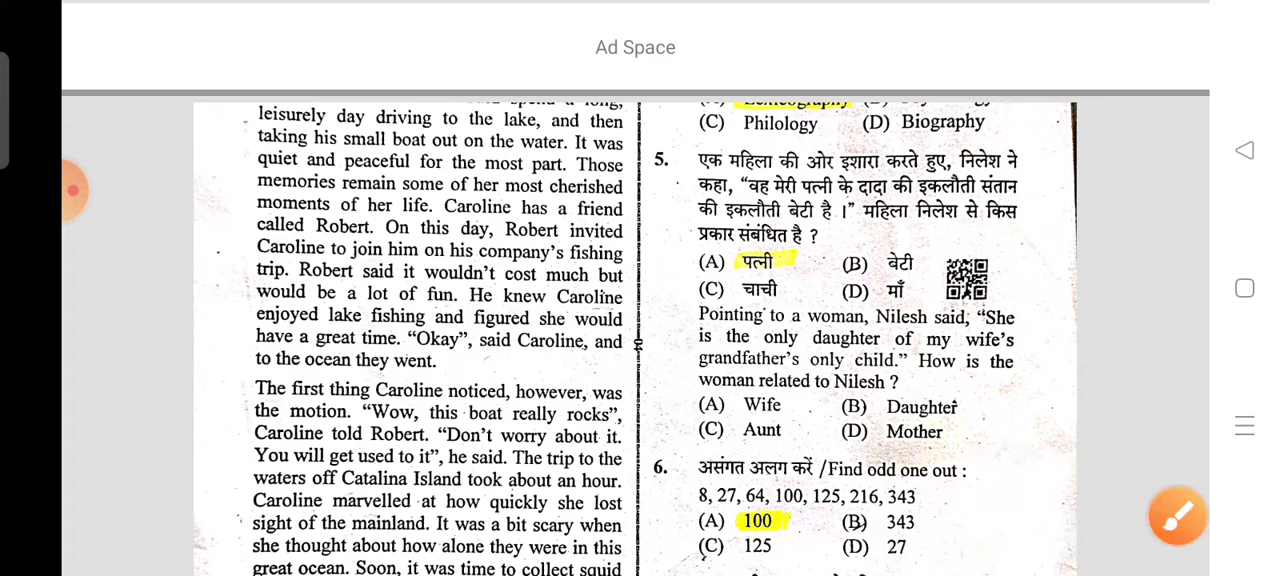 Ad Space
leisurely day driving to the lake, and then
taking his small boat out on the water. It was
quiet and peaceful for the most part. Those
memories remain some of her most cherished
moments of her life. Caroline has a friend
called Robert. On this day, Robert invited
Caroline to join him on his company's fishing
trip. Robert said it wouldn't cost much but
would be a lot of fun. He knew Caroline
enjoyed lake fishing and figured she would
have a great time. "Okay", said Caroline, and
to the ocean they went.
The first thing Caroline noticed, however, was
the motion. "Wow, this boat really rocks",
Caroline told Robert. "Don't worry about it.
You will get used to it", he said. The trip to the
waters off Catalina Island took about an hour.
Caroline marvelled at how quickly she lost
sight of the mainland. It was a bit scary when
she thought about how alone they were in this
great ocean. Soon, it was time to collect squid
(C) Philology (D) Biography
5. एक महिला की ओर इशारा करते हुए, निलेश ने
कहा, "वह मेरी पत्नी के दादा की इकलौती संतान
की इकलौती बेटी है ।" महिला निलेश से किस
प्रकार संबंधित है ?
(A) पत्नी (B) बेटी
(C) चाची (D) माँ
Pointing to a woman, Nilesh said, "She
is the only daughter of my wife's
grandfather's only child." How is the
woman related to Nilesh ?
(A) Wife (B) Daughter
(C) Aunt (D) Mother
6. असंगत अलग करें /Find odd one out :
8, 27, 64, 100, 125, 216, 343
(A) 100 (B) 343
(C) 125 (D) 27